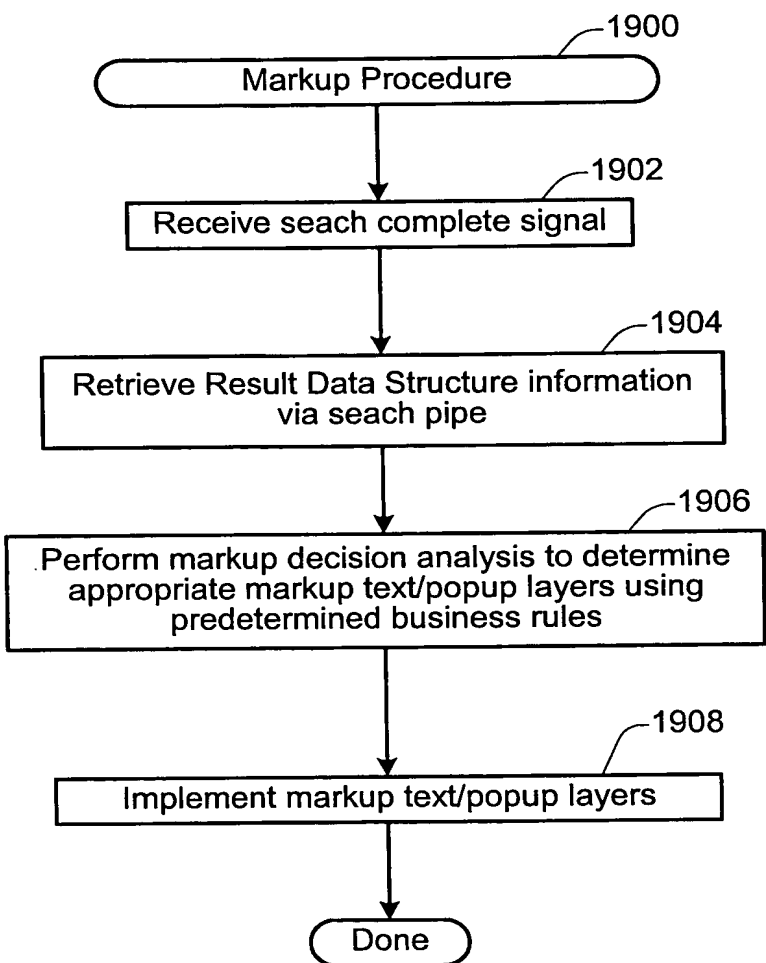 1900
Markup Procedure
1902
Receive seach complete signal
1904
Retrieve Result Data Structure information
via seach pipe
1906
Perform markup decision analysis to determine
appropriate markup text/popup layers using
predetermined business rules
1908
Implement markup text/popup layers
Done